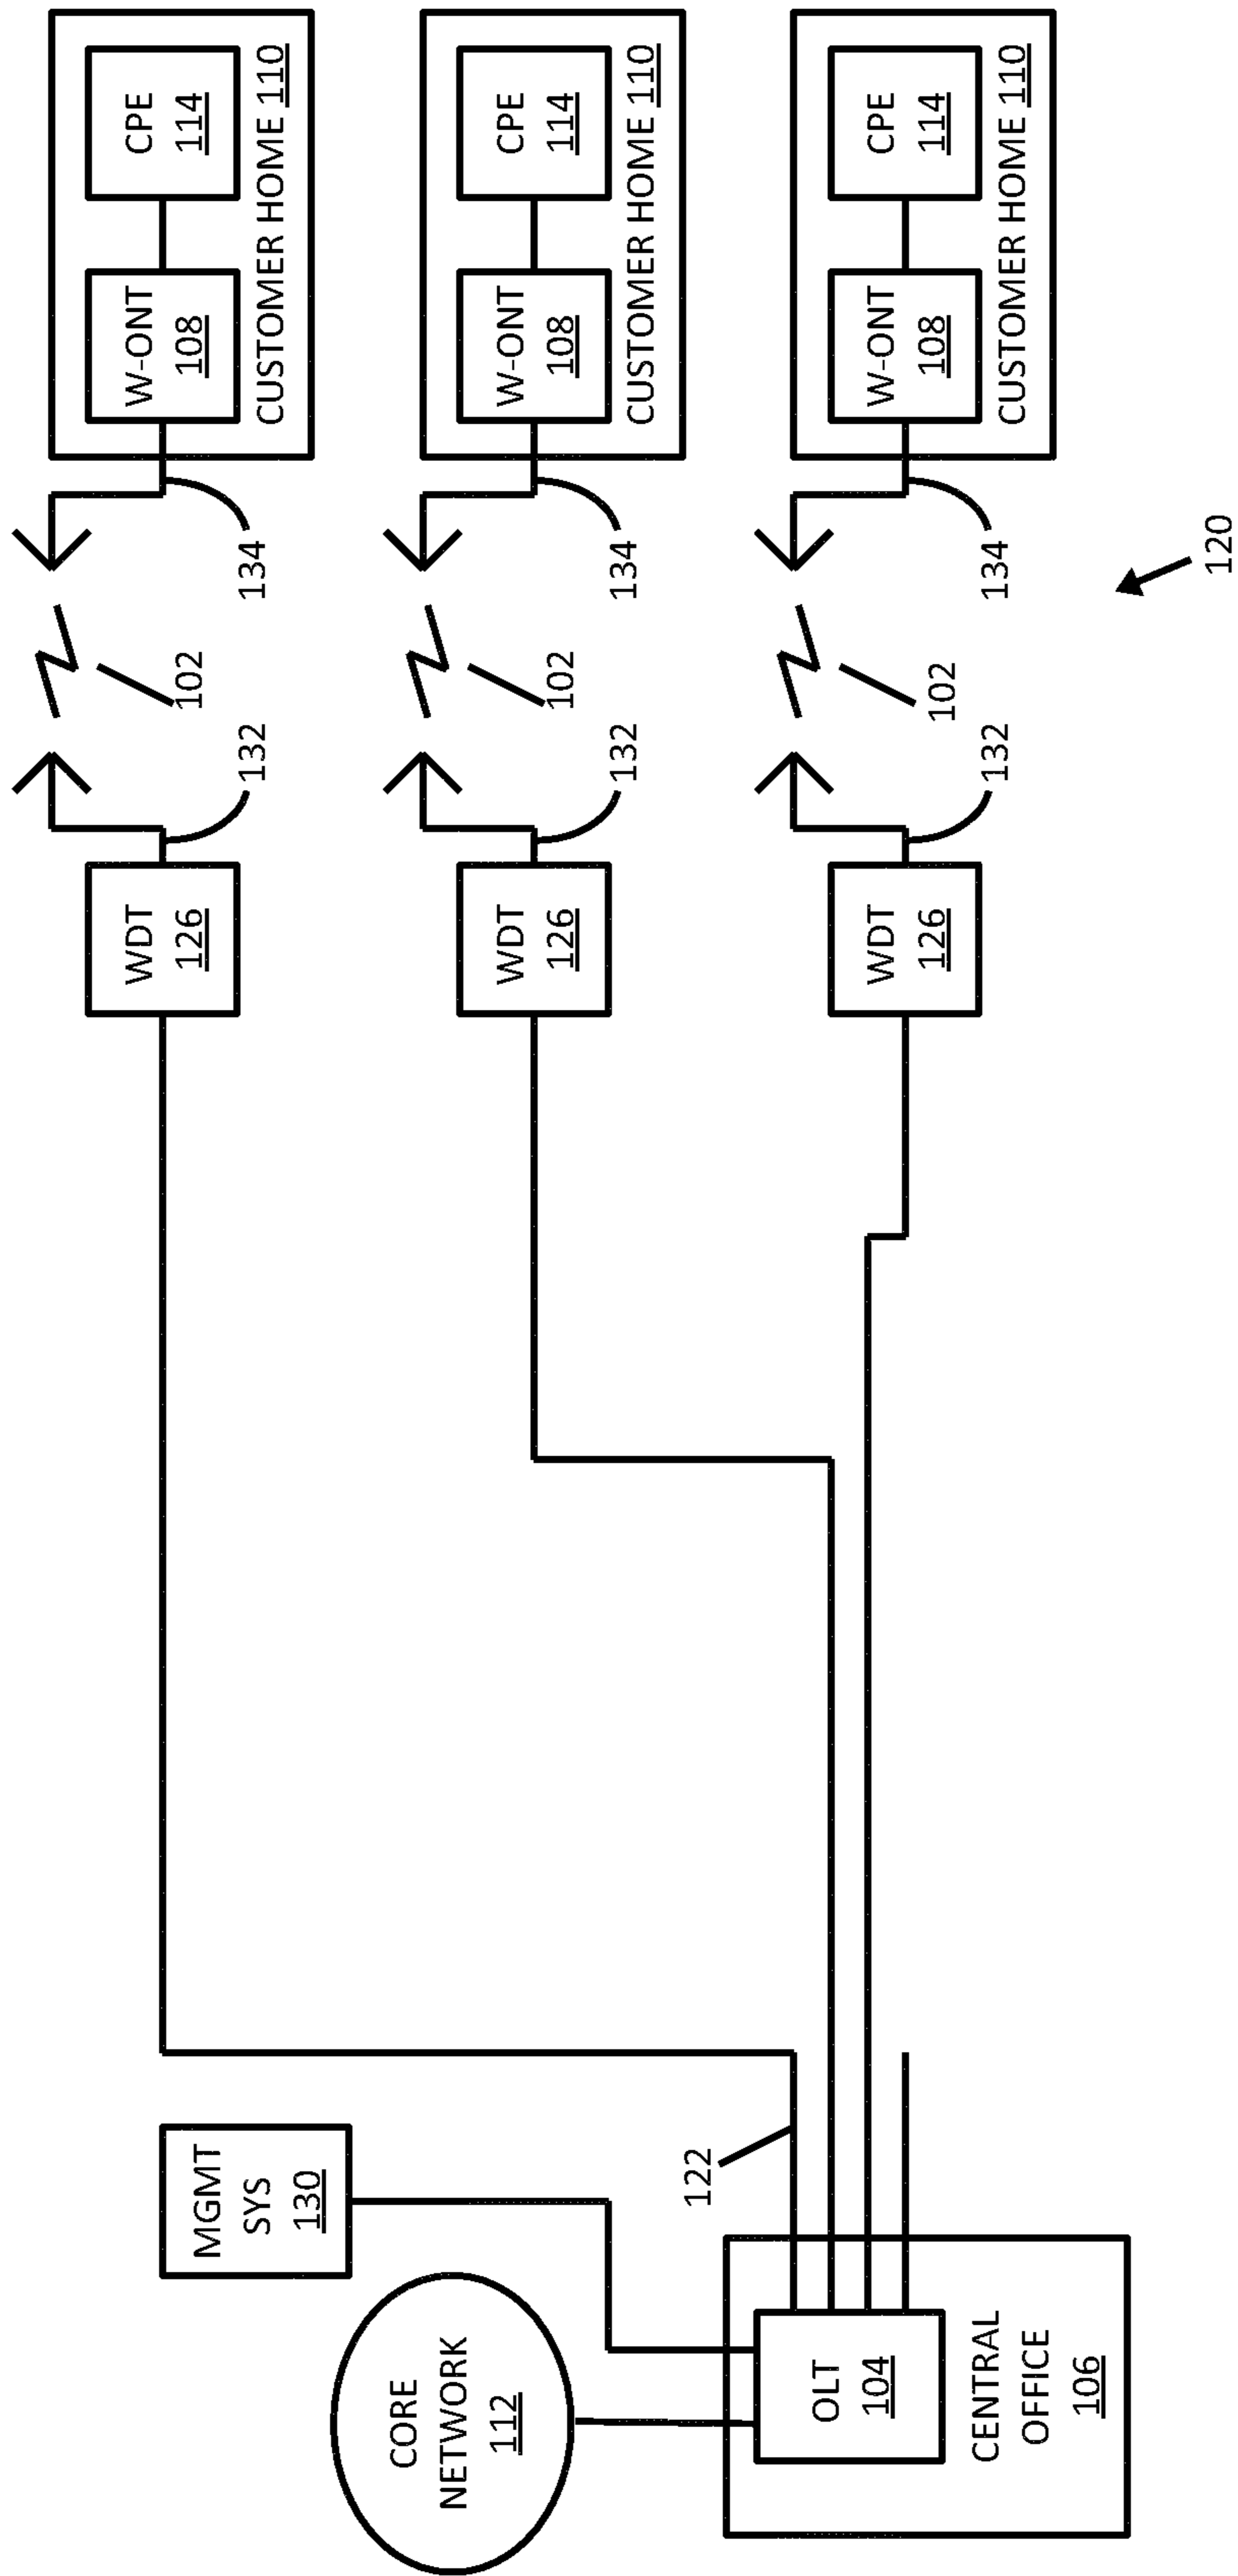 CORE
NETWORK
112
MGMT
SYS
130
OLT
104
CENTRAL
OFFICE
106
122
WDT
126
132
102
134
W-ONT
108
CPE
114
CUSTOMER HOME 110
WDT
126
132
102
134
W-ONT
108
CPE
114
CUSTOMER HOME 110
WDT
126
132
102
134
W-ONT
108
CPE
114
CUSTOMER HOME 110
120